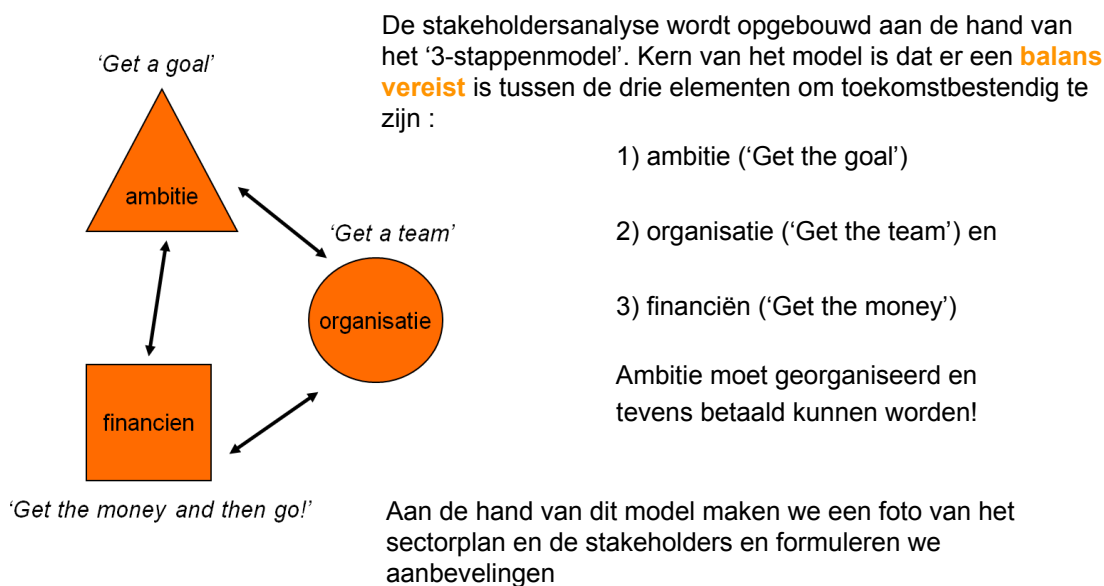 De stakeholdersanalyse wordt opgebouwd aan de hand van
het ‘3-stappenmodel’. Kern van het model is dat er een balans
vereist is tussen de drie elementen om toekomstbestendig te
zijn :
‘Get a goal’
ambitie
‘Get a team’
organisatie
financien
‘Get the money and then go!’
1) ambitie (‘Get the goal’)
2) organisatie (‘Get the team’) en
3) financiën (‘Get the money’)
Ambitie moet georganiseerd en
tevens betaald kunnen worden!
Aan de hand van dit model maken we een foto van het
sectorplan en de stakeholders en formuleren we
aanbevelingen